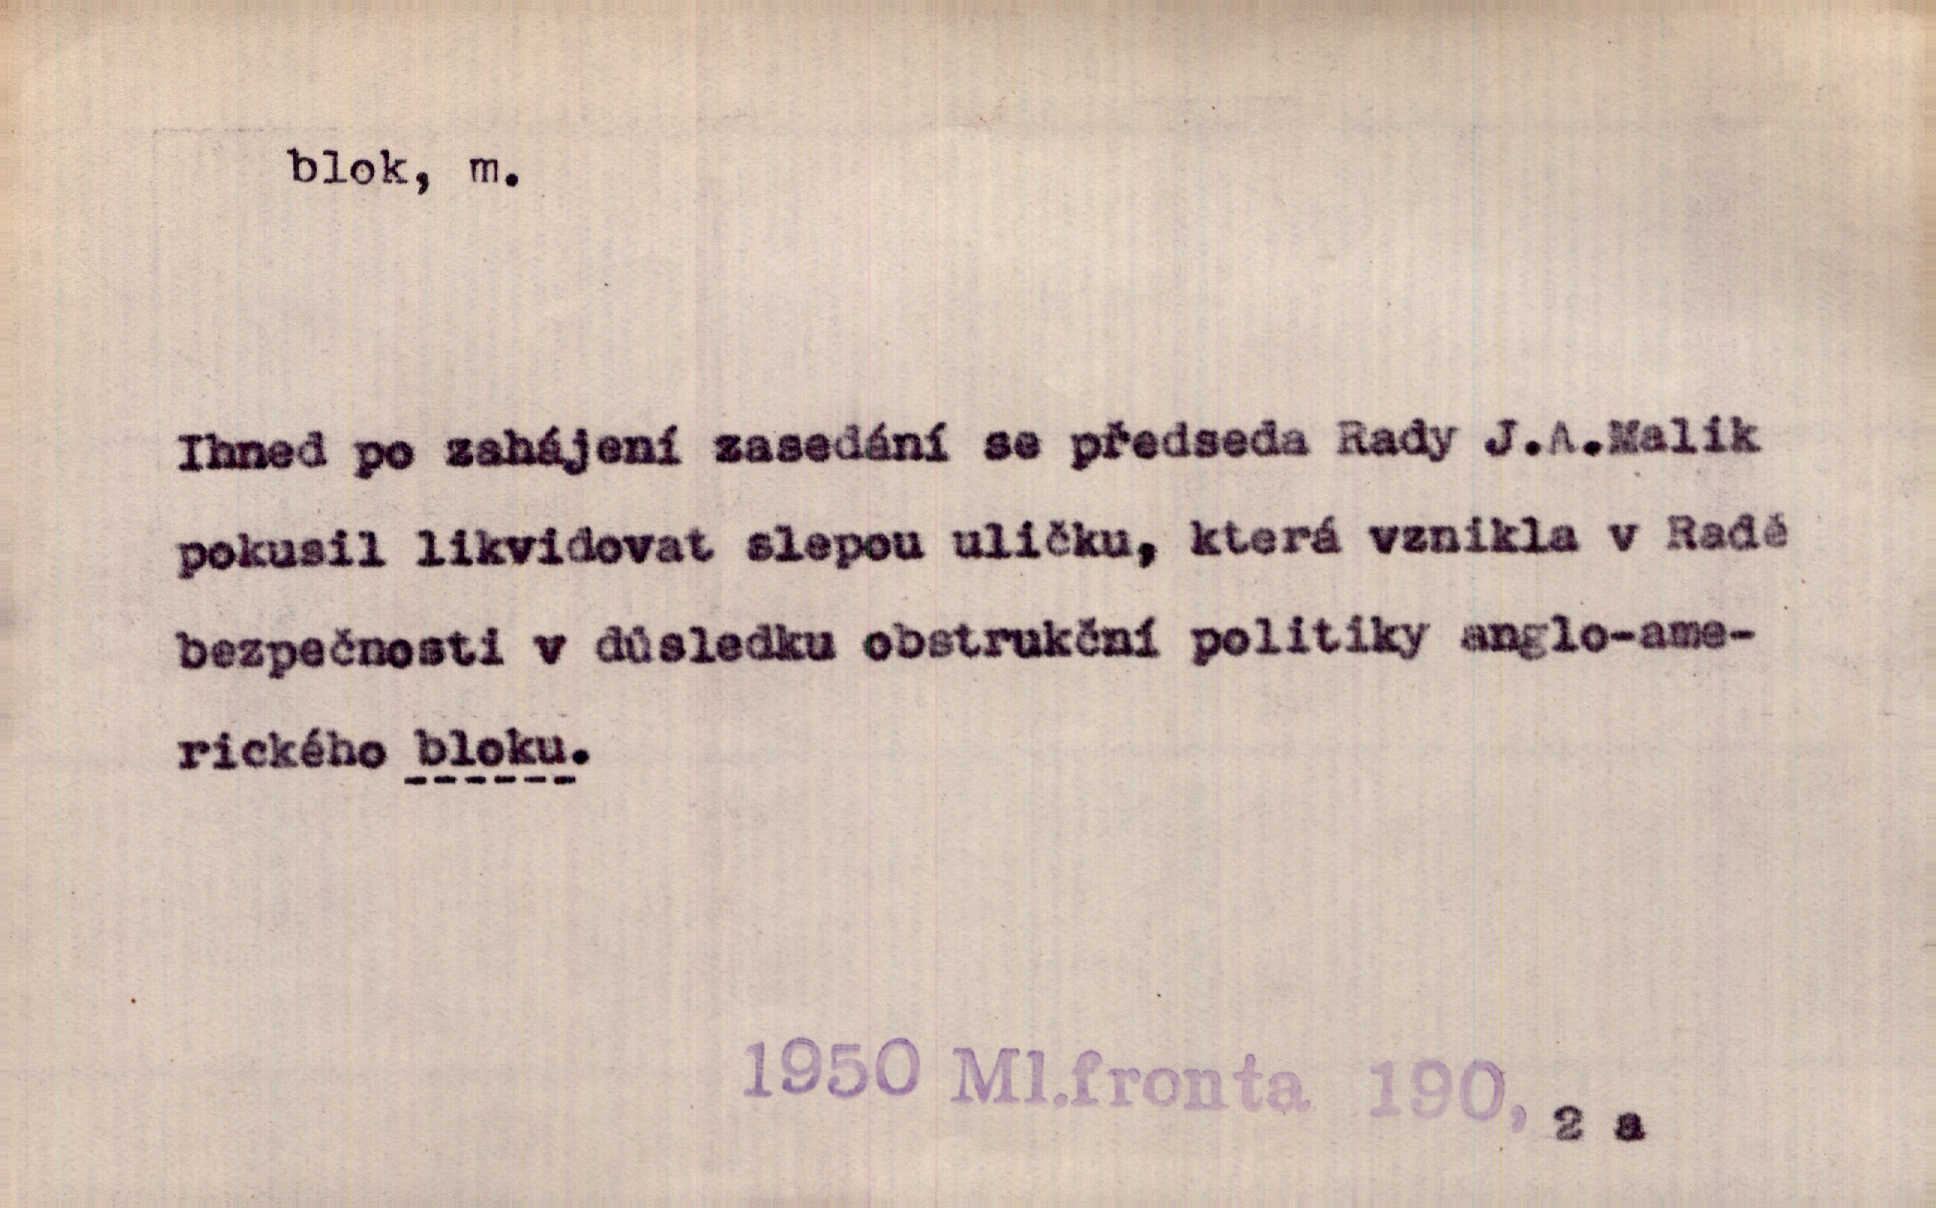 blok, m.
Ihned po zahájení zasedání se předseda Rady J.A.Malik
pokusil likvidovat slepou uličku, která vznikla v Radě
bezpečnosti v důsledku obstrukční politiky anglo-ame-
rického bloku.
1950 Ml.fronta 190, 2 a